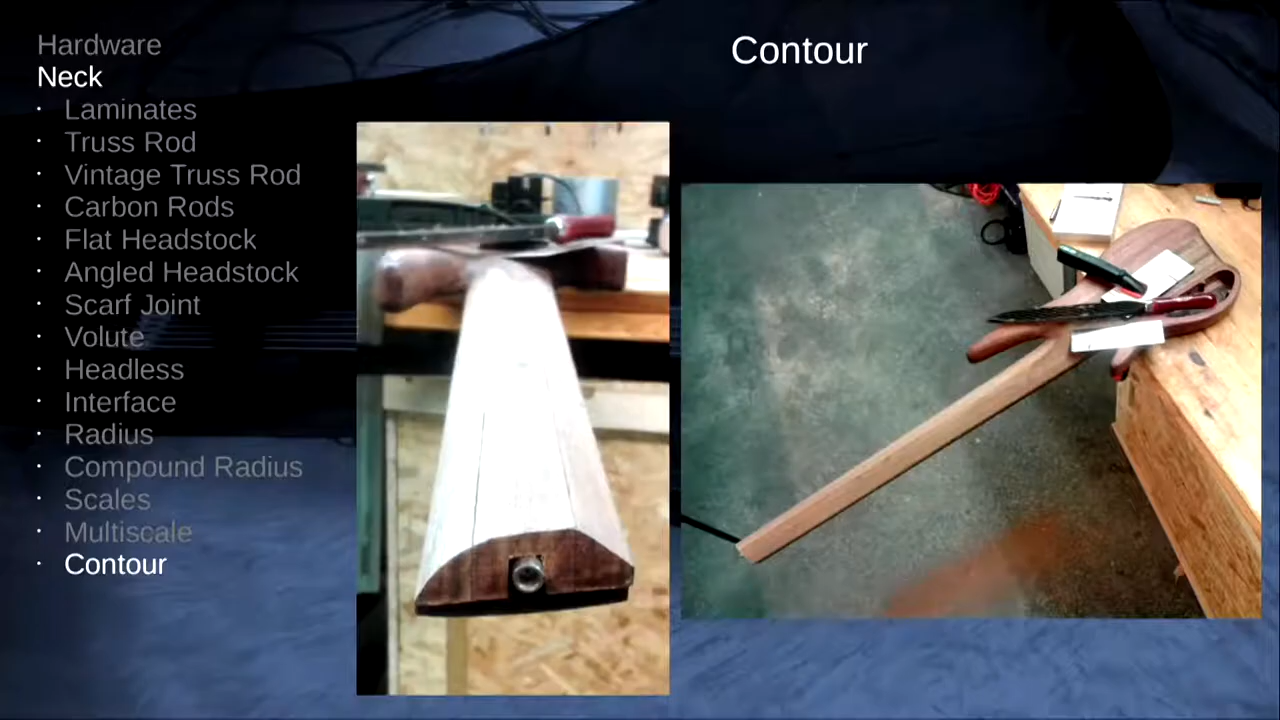 Hardware
Neck
· Laminates
· Truss Rod
· Vintage Truss Rod
· Carbon Rods
· Flat Headstock
· Angled Headstock
· Scarf Joint
· Volute
· Headless
· Interface
· Radius
· Compound Radius
· Scales
· Multiscale
· Contour
Contour